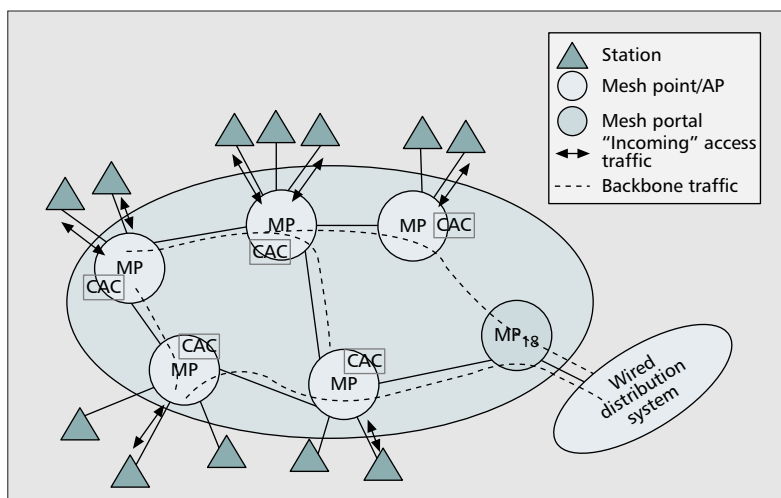 Station
Mesh point/AP
Mesh portal
“Incoming” access
traffic
Backbone traffic
MP
CAC
MP
CAC
MP
CAC
MP
CAC
MP
CAC
MP18
Wired
distribution
system